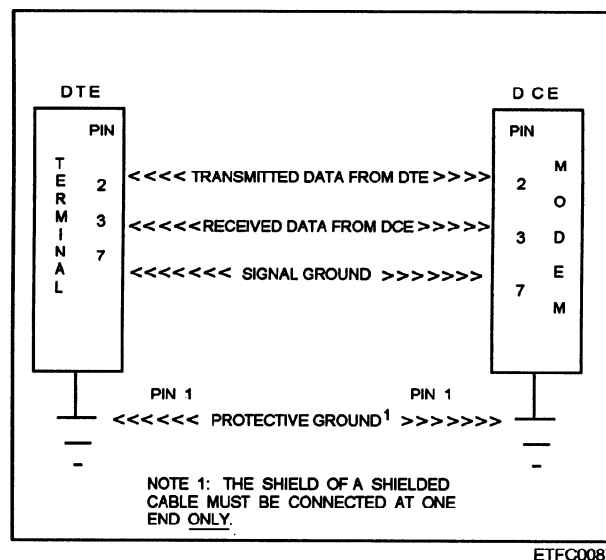 DTE
DCE
PIN
PIN
TERMINAL
MODEM
2 <<<< TRANSMITTED DATA FROM DTE >>>> 2
3 <<<<RECEIVED DATA FROM DCE>>>>> 3
7 <<<<<<< SIGNAL GROUND >>>>>>> 7
PIN 1 PIN 1
<<<<<< PROTECTIVE GROUND1 >>>>>>>
NOTE 1: THE SHIELD OF A SHIELDED
CABLE MUST BE CONNECTED AT ONE
END ONLY.